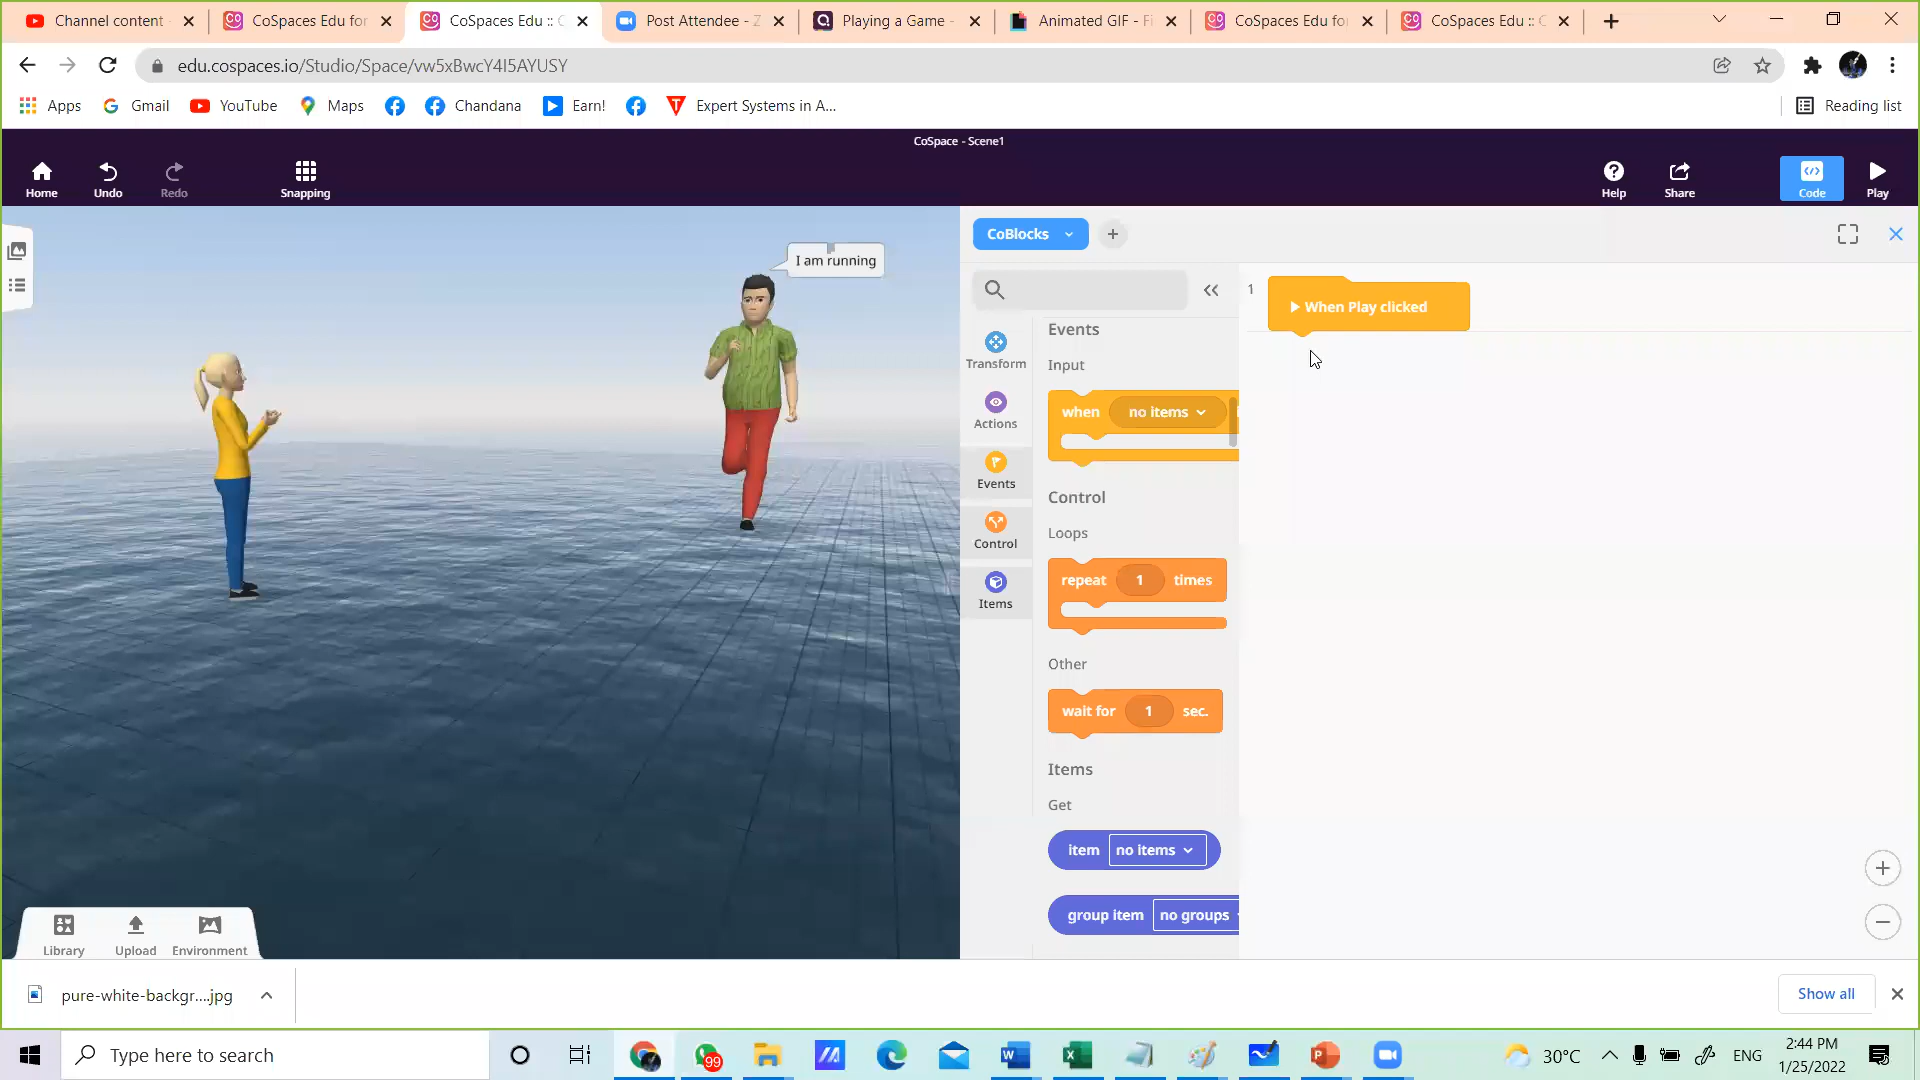 Channel content
CoSpaces Edu for
CoSpaces Edu :: C
Post Attendee - Z
Playing a Game -
Animated GIF - Fi
CoSpaces Edu fo
CoSpaces Edu :: C
edu.cospaces.io/Studio/Space/vw5xBwcY4I5AYUSY
Apps
Gmail
YouTube
Maps
Chandana
Earn!
Expert Systems in A...
Reading list
CoSpace - Scene1
Home
Undo
Redo
Snapping
Help
Share
Code
Play
I am running
CoBlocks
Transform
Actions
Events
Control
Items
Events
Input
when no items
Control
Loops
repeat 1 times
Other
wait for 1 sec.
Items
Get
item no items
group item no groups
1
When Play clicked
Library
Upload
Environment
pure-white-backgr....jpg
Show all
Type here to search
99
30°C
ENG
2:44 PM
1/25/2022